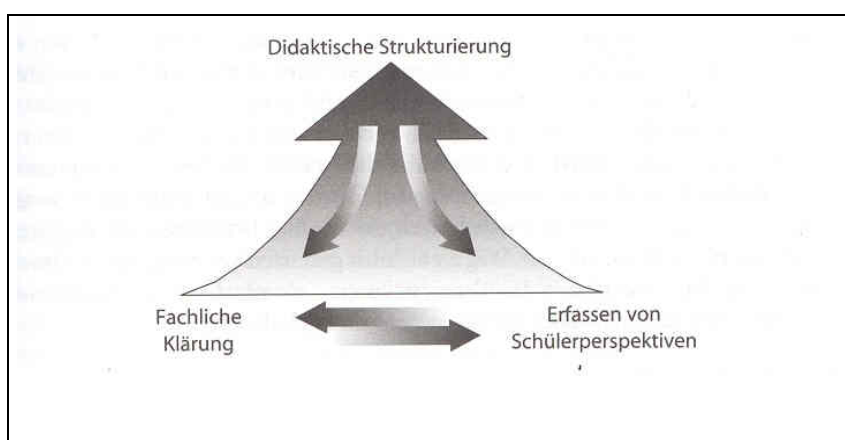 Didaktische Strukturierung
Fachliche
Klärung
Erfassen von
Schülerperspektiven